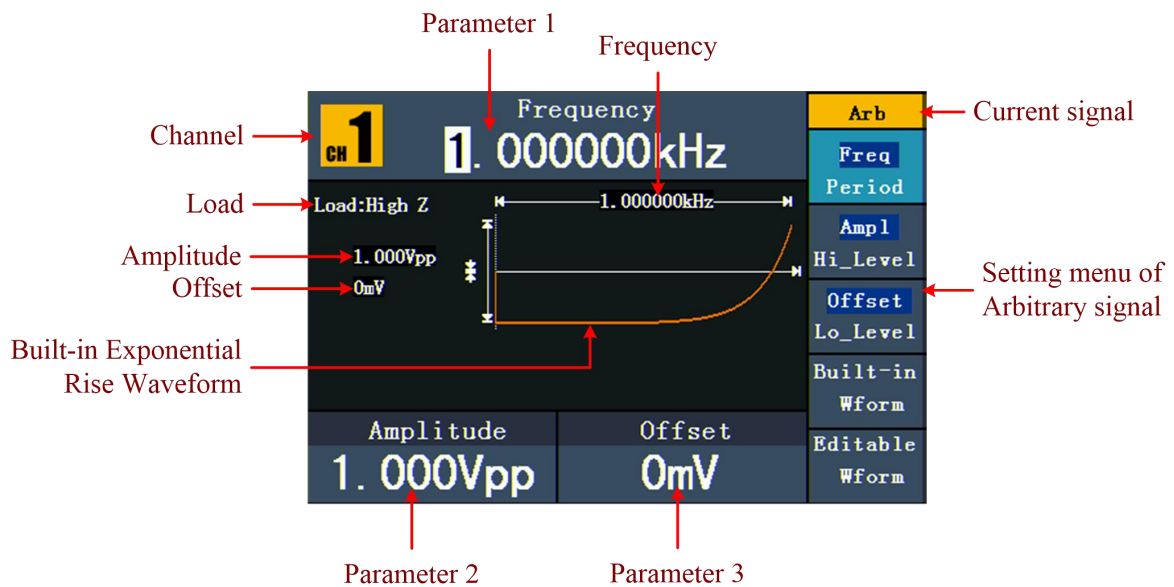 Parameter 1
Frequency
Channel
CH 1
Frequency
1.000000kHz
Arb
Current signal
Freq
Period
Load
Load:High Z
1.000000kHz
Ampl
Hi_Level
Amplitude
1.000Vpp
Offset
0mV
Offset
Lo_Level
Setting menu of
Arbitrary signal
Built-in Exponential
Rise Waveform
Built-in
Wform
Amplitude
1.000Vpp
Offset
0mV
Editable
Wform
Parameter 2
Parameter 3